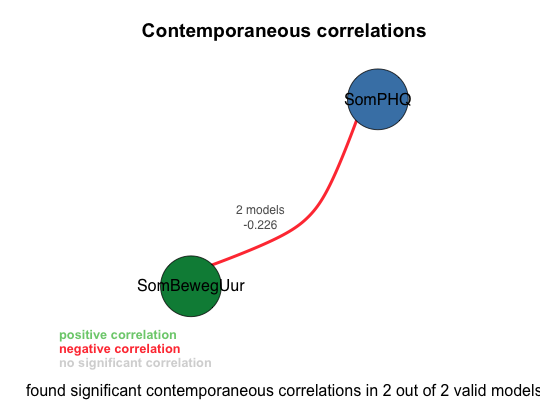 Contemporaneous correlations
SomPHQ
2 models
-0.226
SomBewegUur
positive correlation
negative correlation
no significant correlation
found significant contemporaneous correlations in 2 out of 2 valid models